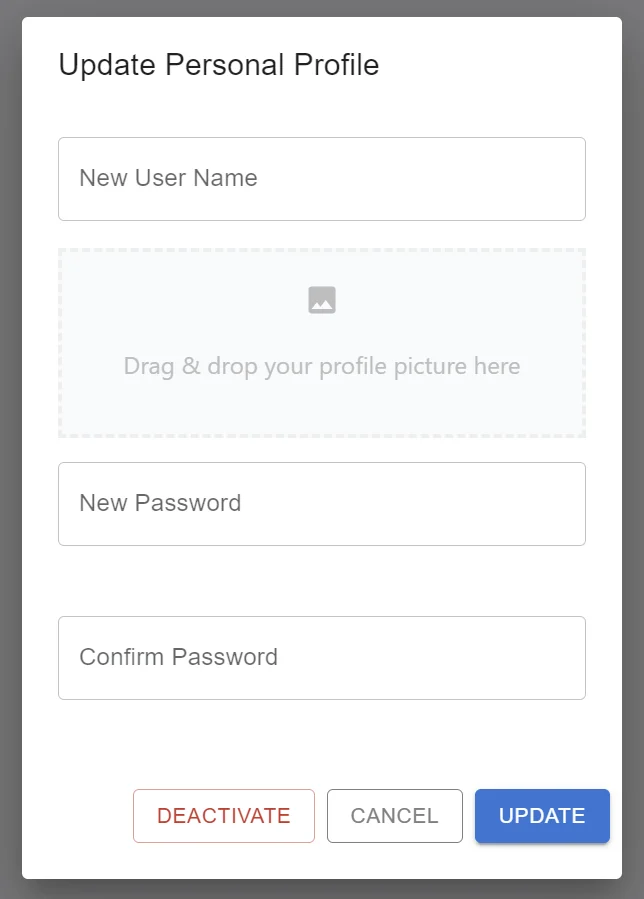 Update Personal Profile
New User Name
Drag & drop your profile picture here
New Password
Confirm Password
DEACTIVATE CANCEL UPDATE